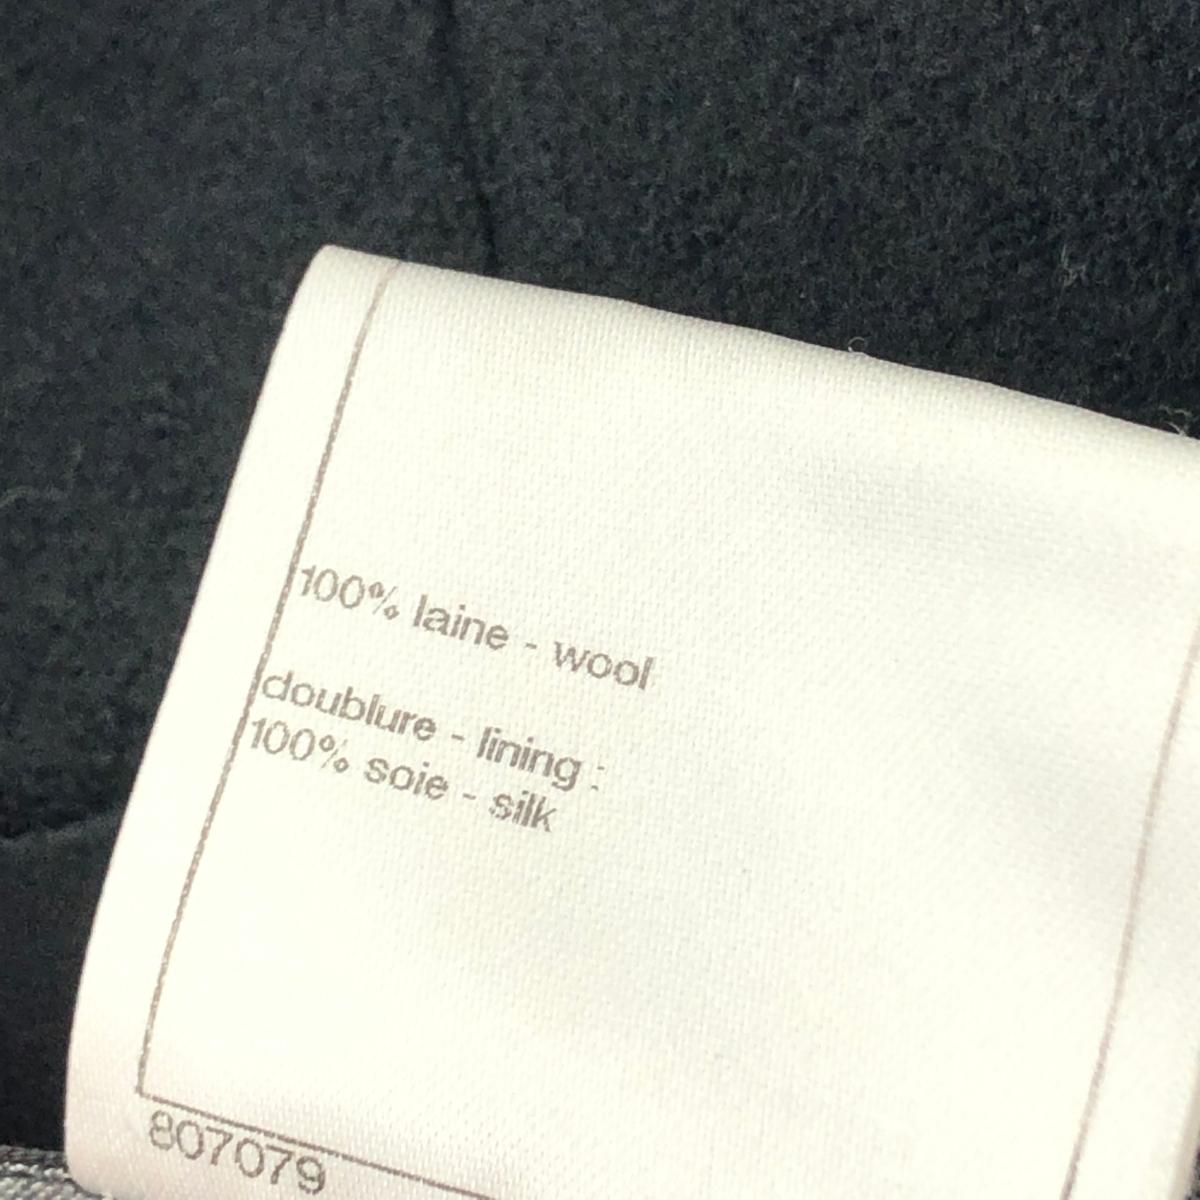 100% laine - wool
doublure - lining :
100% soie - silk
807079